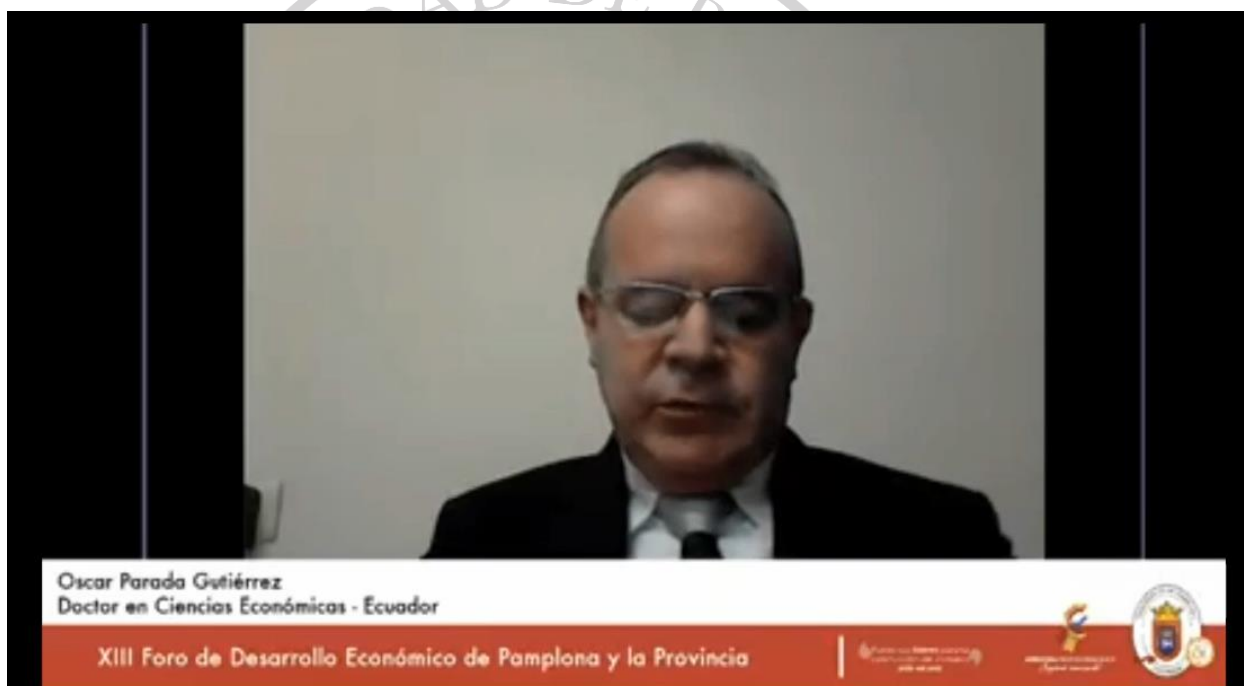 Oscar Parada Gutiérrez
Doctor en Ciencias Económicas - Ecuador
XIII Foro de Desarrollo Económico de Pamplona y la Provincia